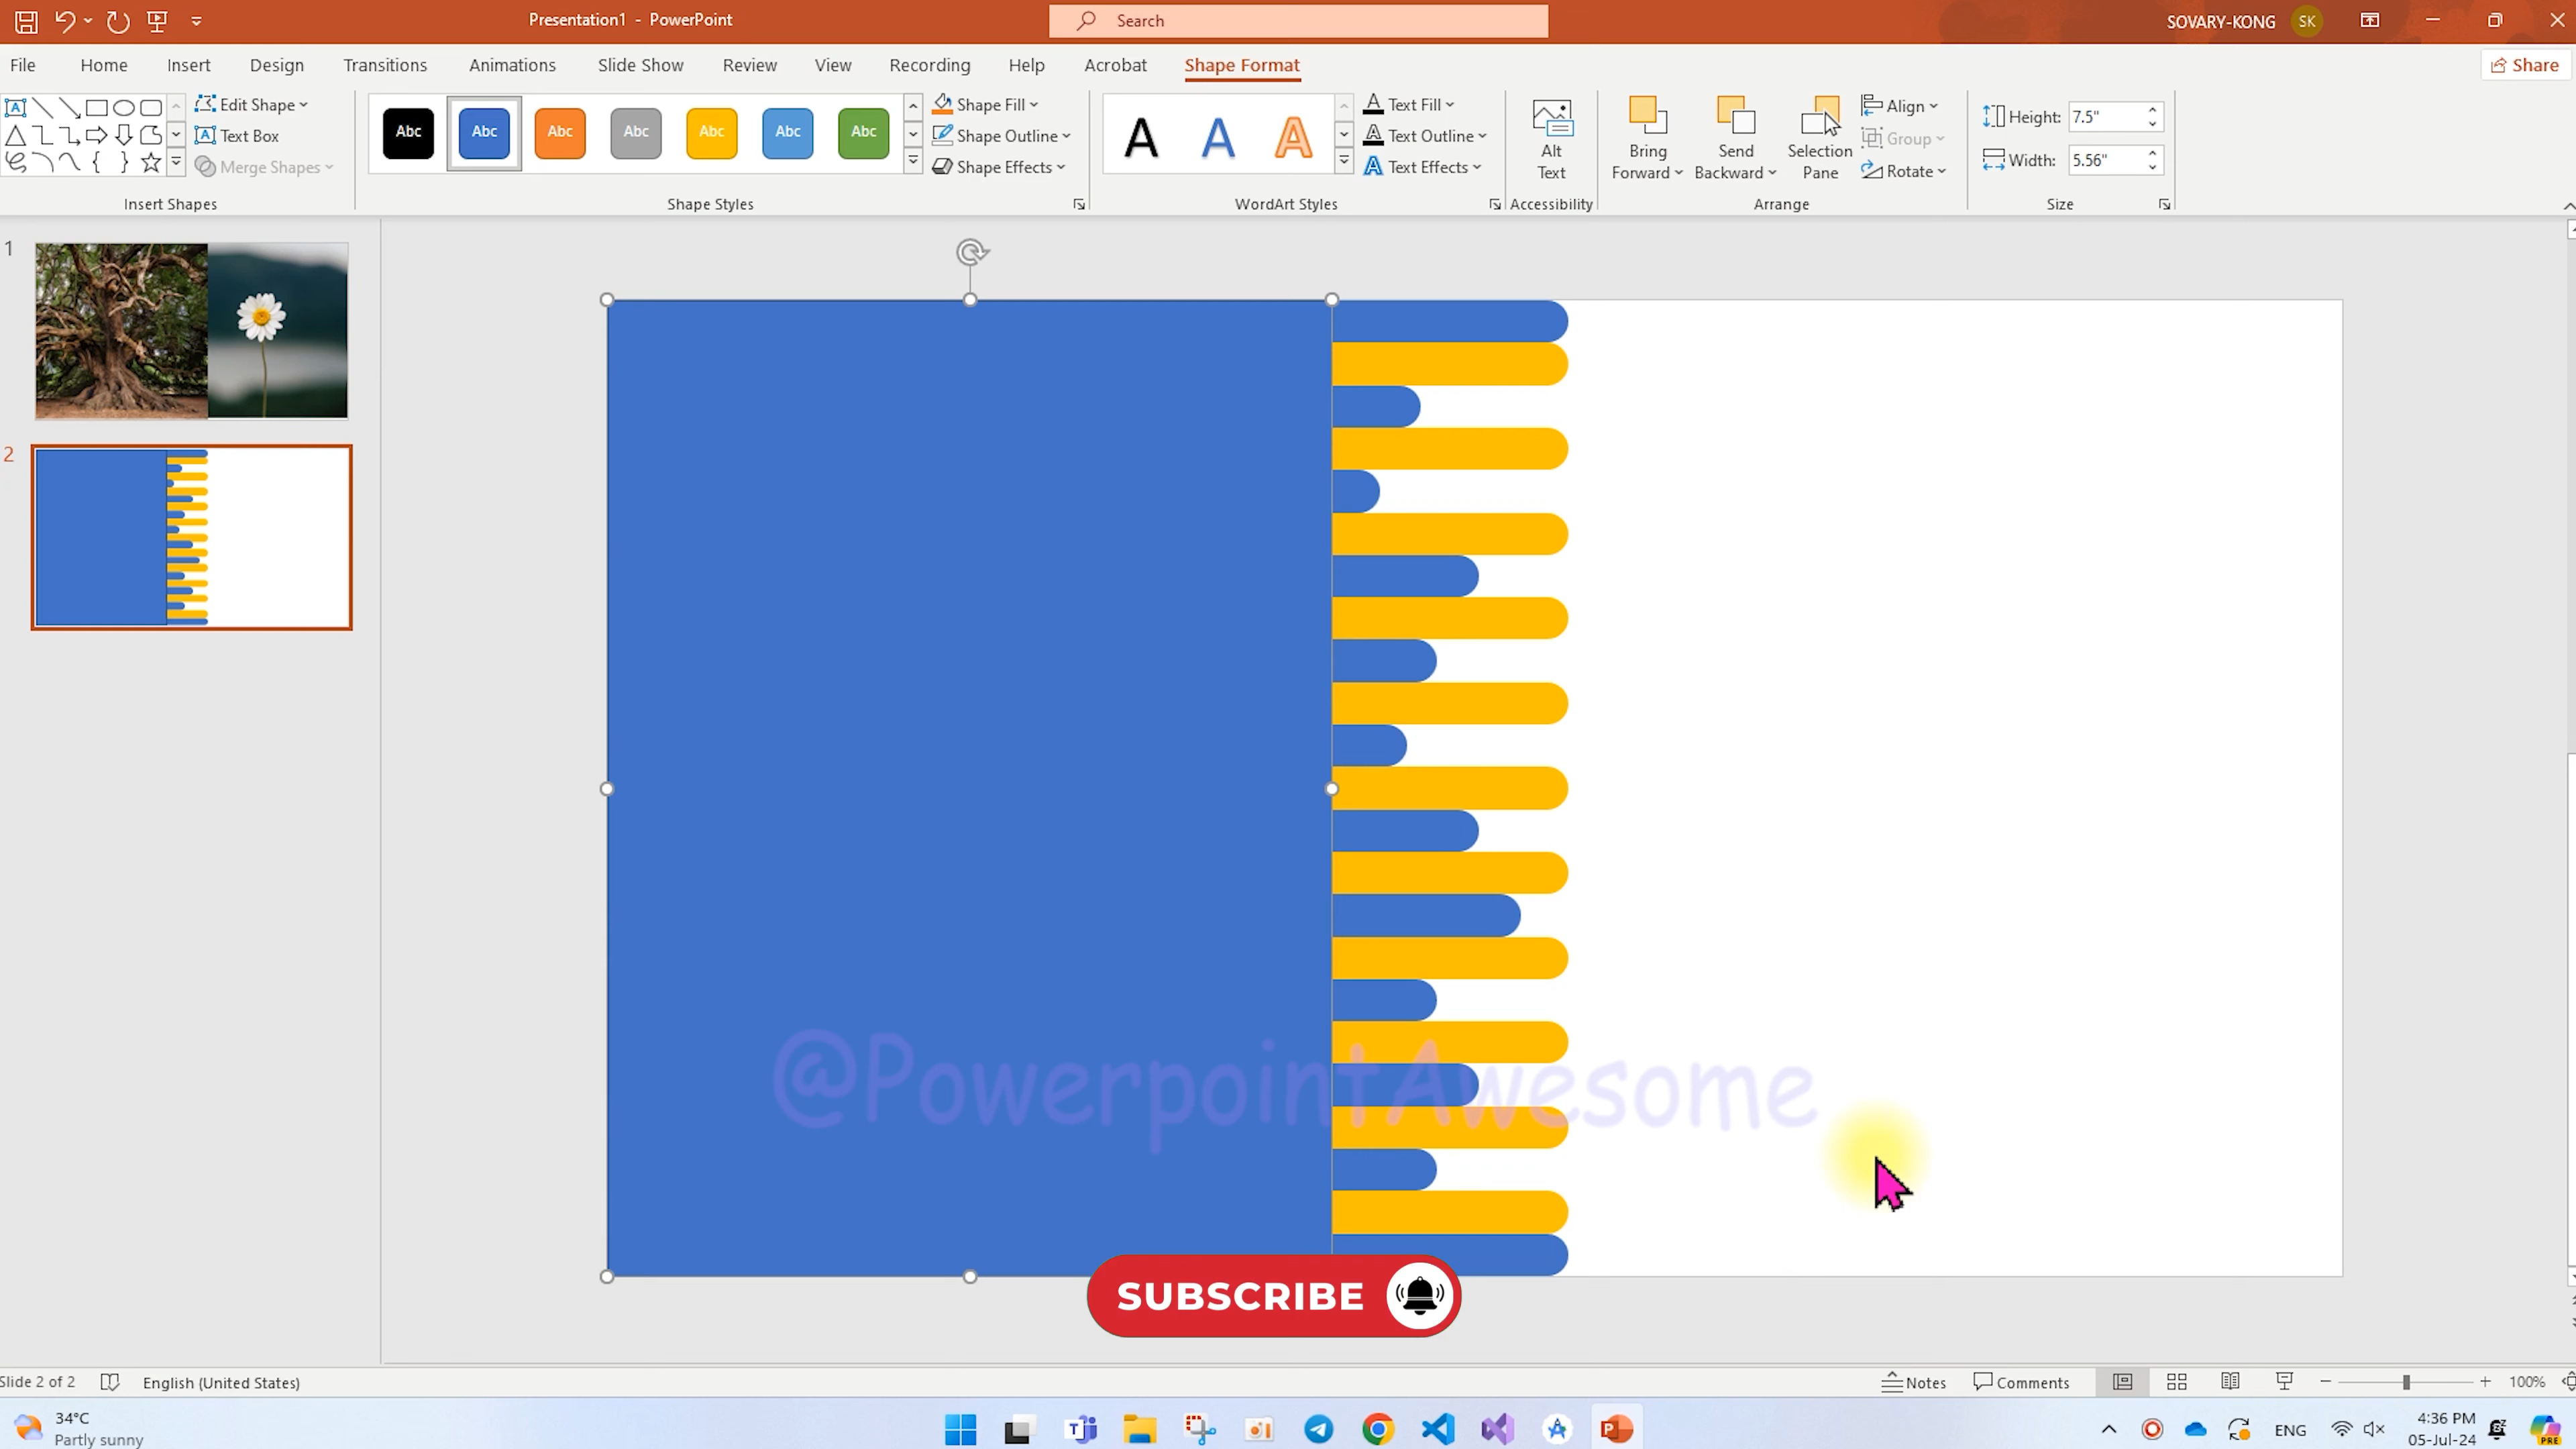 Presentation1 - PowerPoint
Search
SOVARY-KONG
SK
File Home Insert Design Transitions Animations Slide Show Review View Recording Help Acrobat Shape Format
Share
Edit Shape
Text Box
Merge Shapes
Insert Shapes
Abc Abc Abc Abc Abc Abc Abc
Shape Fill
Shape Outline
Shape Effects
Shape Styles
A A A
Text Fill
Text Outline
Text Effects
WordArt Styles
Alt
Text
Accessibility
Bring
Forward
Send
Backward
Selection
Pane
Align
Group
Rotate
Arrange
Height: 7.5"
Width: 5.56"
Size
1
2
@PowerpointAwesome
SUBSCRIBE
Slide 2 of 2
English (United States)
Notes
Comments
100%
34°C
Partly sunny
ENG
4:36 PM
05-Jul-24
PRE